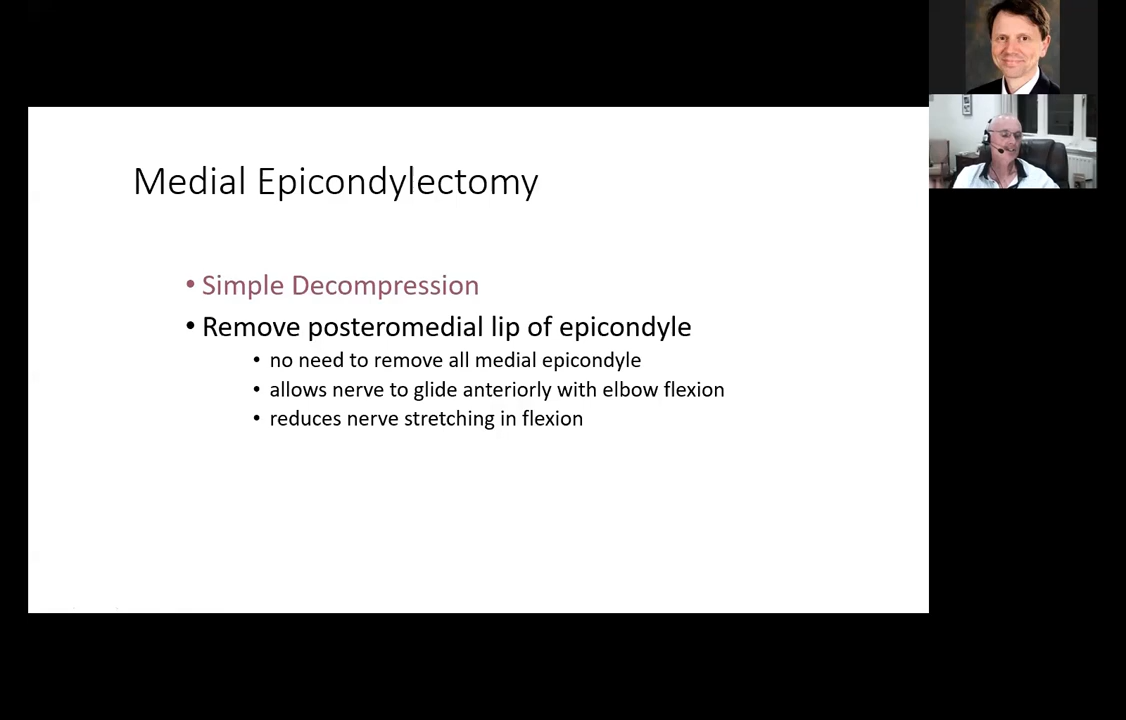 Medial Epicondylectomy
• Simple Decompression
• Remove posteromedial lip of epicondyle
• no need to remove all medial epicondyle
• allows nerve to glide anteriorly with elbow flexion
• reduces nerve stretching in flexion